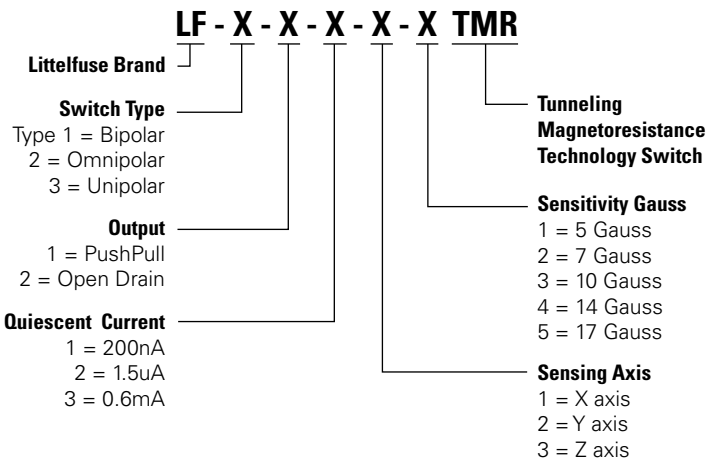 LF - X - X - X - X - X TMR
Littelfuse Brand
Switch Type
Type 1 = Bipolar
2 = Omnipolar
3 = Unipolar
Output
1 = PushPull
2 = Open Drain
Quiescent Current
1 = 200nA
2 = 1.5uA
3 = 0.6mA
Tunneling
Magnetoresistance
Technology Switch
Sensitivity Gauss
1 = 5 Gauss
2 = 7 Gauss
3 = 10 Gauss
4 = 14 Gauss
5 = 17 Gauss
Sensing Axis
1 = X axis
2 = Y axis
3 = Z axis